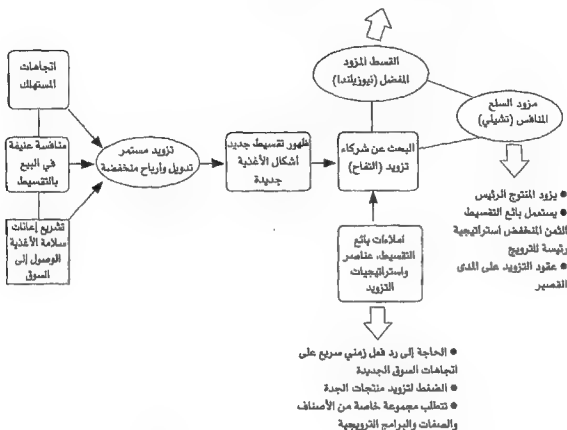 اتجاهات
المستهلك
منافسة عنيفة
في البيع
بالتقسيط
تشريع إعانات
سلامة الأغذية
الوصول إلى
السوق
تزويد مستمر
تدويل وأرباح منخفضة
ظهور تقسيط جديد
أشكال الأغذية
جديدة
البحث عن شركاء
تزويد (التفاح)
القسط المزود
المفضل (نيوزيلندا)
مزود السلع
المنافس (تشيلي)
● يزود المنتوج الرئيس
● يستعمل بائع التقسيط
الثمن المنخفض استراتيجية
رئيسة للترويج
● عقود التزويد على المدى
القصير
املاءات بائع
التقسيط، عناصر
واستراتيجيات
التزويد
● الحاجة إلى رد فعل زمني سريع على
اتجاهات السوق الجديدة
● الضغط لتزويد منتجات الجدة
● تتطلب مجموعة خاصة من الأصناف
والصفات والبرامج الترويجية